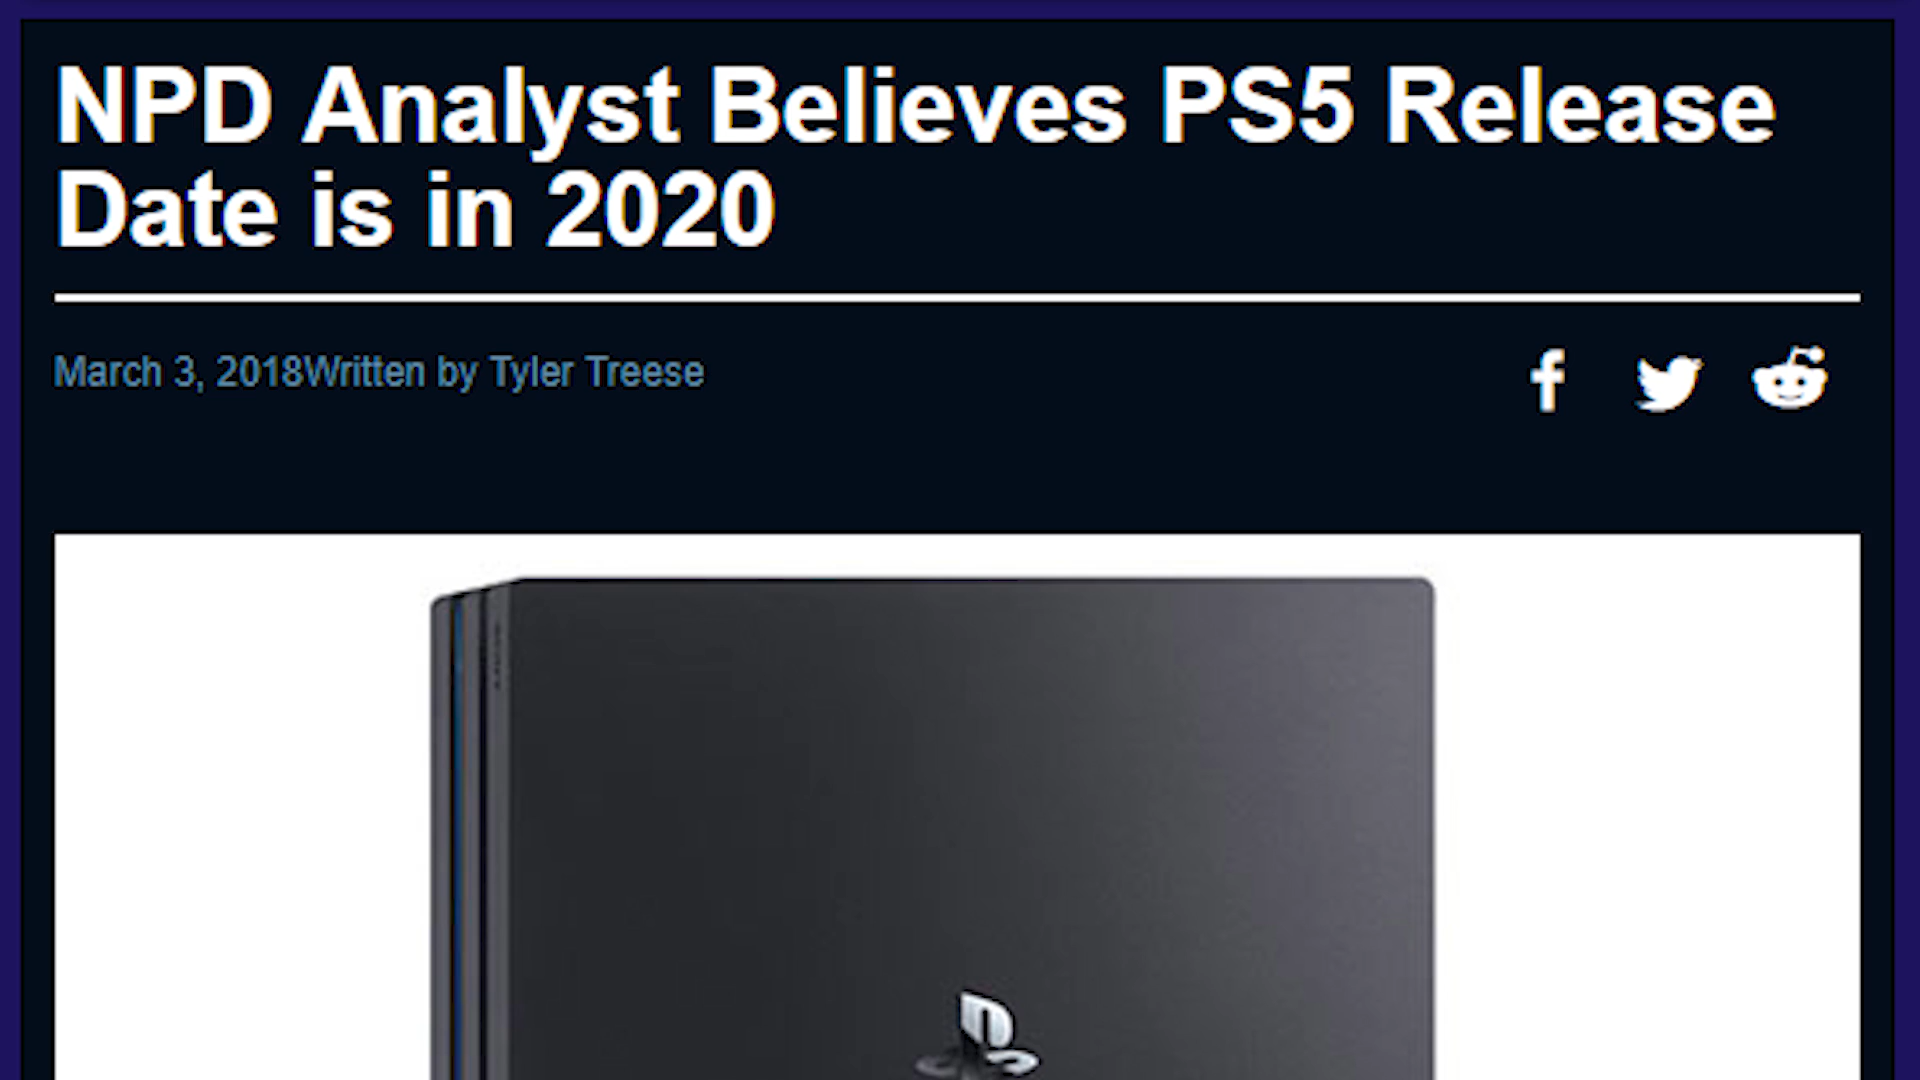 NPD Analyst Believes PS5 Release
Date is in 2020
March 3, 2018Written by Tyler Treese